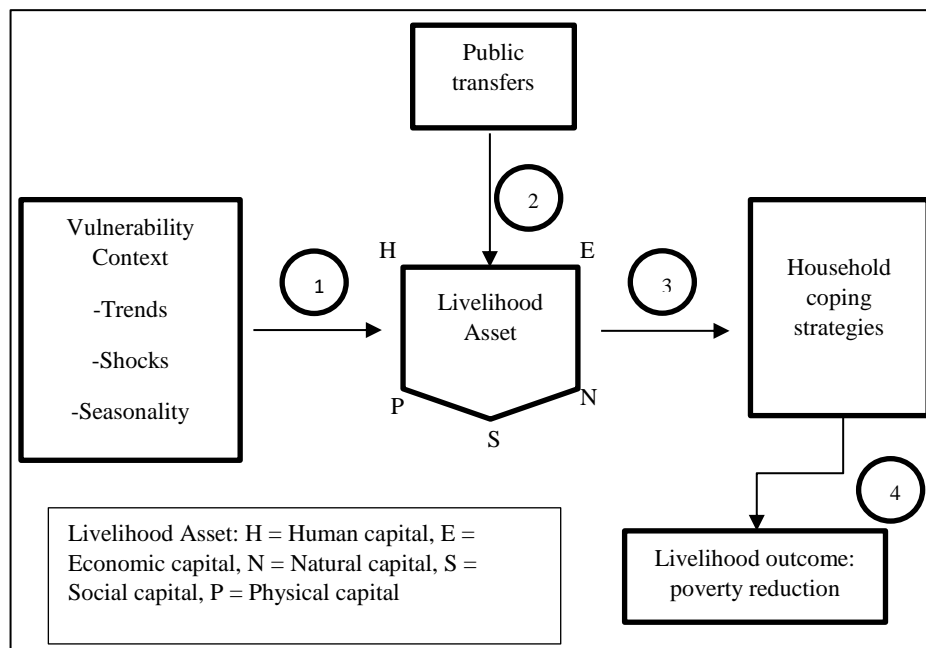 Public
transfers
2
Vulnerability
Context
-Trends
-Shocks
-Seasonality
1
H
E
Livelihood
Asset
P
N
S
3
Household
coping
strategies
4
Livelihood Asset: H = Human capital, E =
Economic capital, N = Natural capital, S =
Social capital, P = Physical capital
Livelihood outcome:
poverty reduction